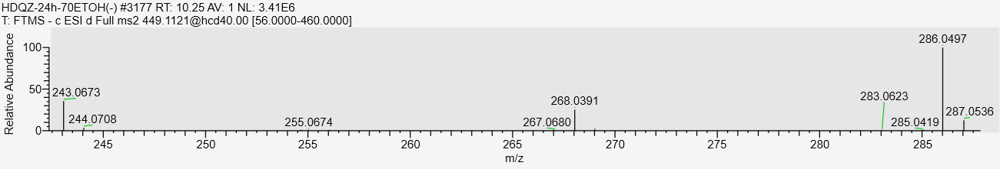 HDQZ-24h-70ETOH(-) #3177 RT: 10.25 AV: 1 NL: 3.41E6
T: FTMS - c ESI d Full ms2 449.1121@hcd40.00 [56.0000-460.0000]
Relative Abundance
100
50
0
286.0497
243.0673
283.0623
268.0391
287.0536
244.0708
255.0674
267.0680
285.0419
245 250 255 260 265 270 275 280 285
m/z